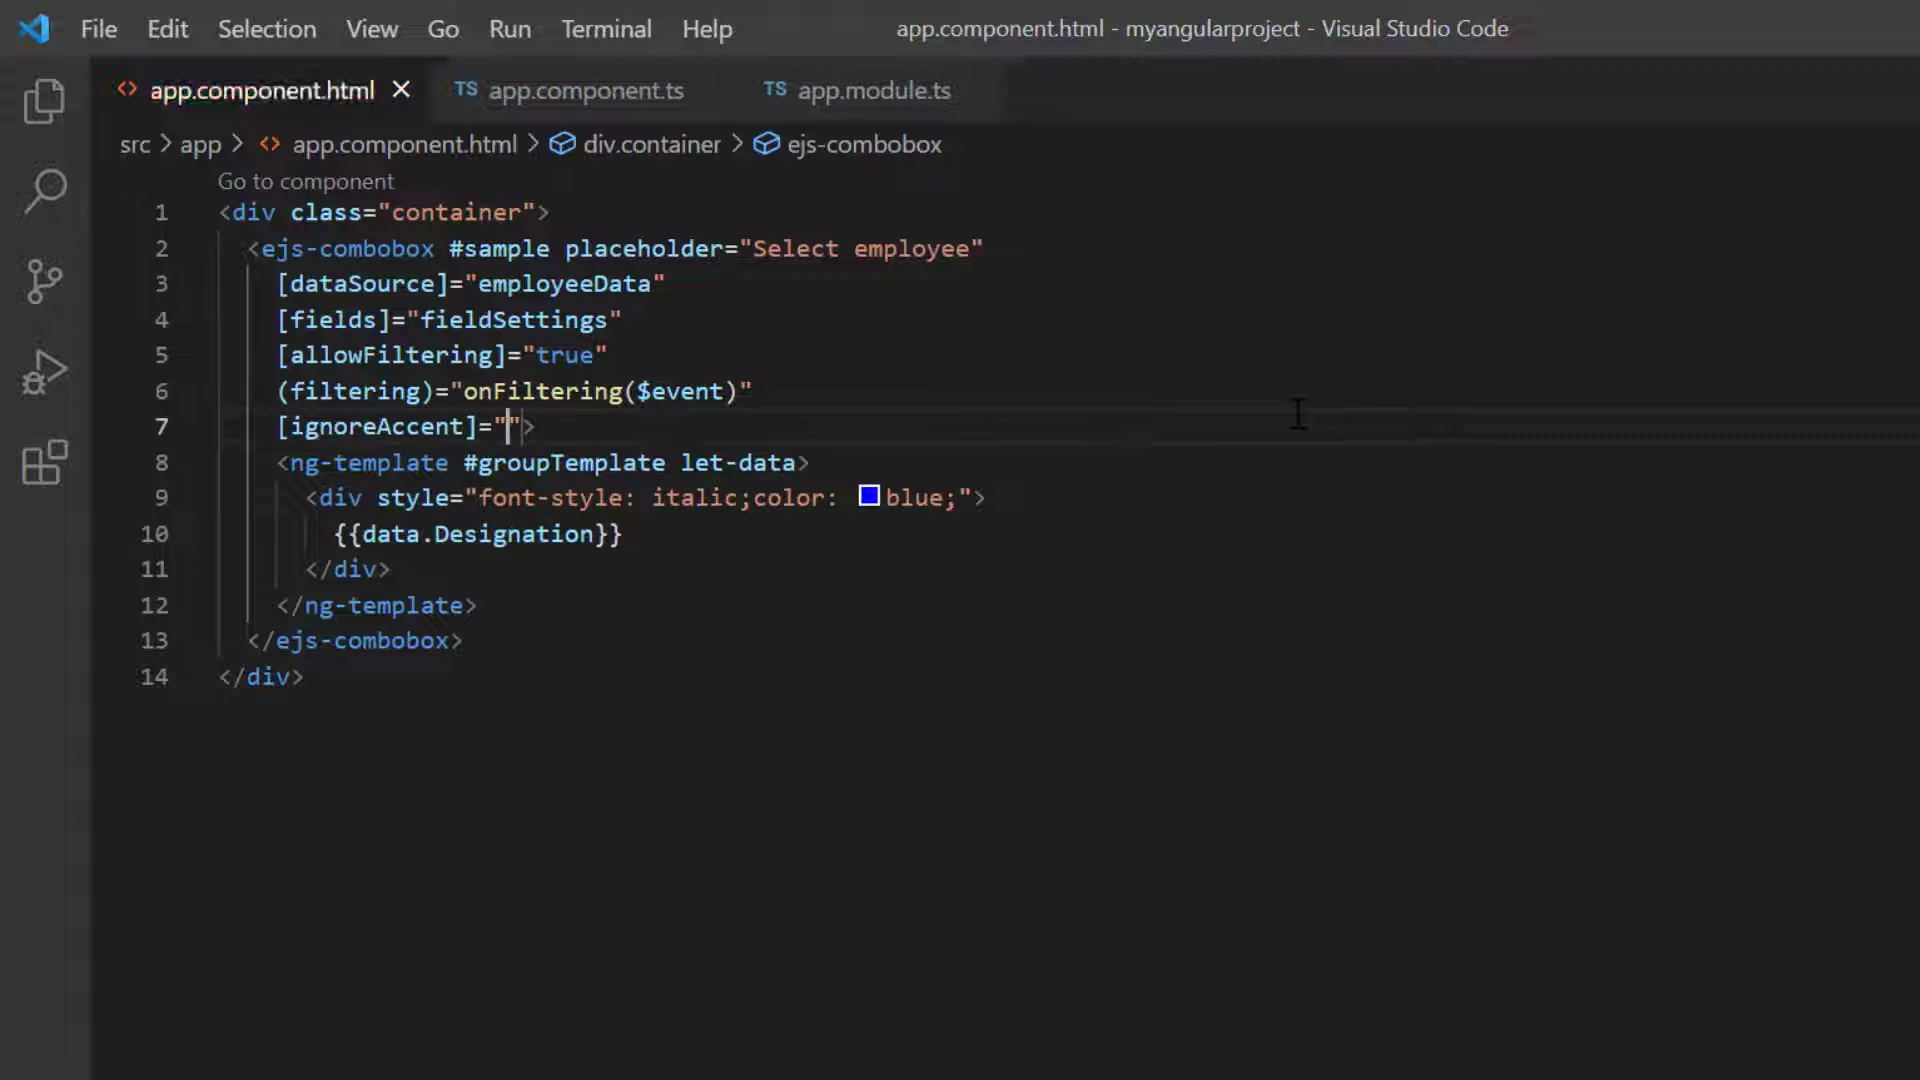 File Edit Selection View Go Run Terminal Help app.component.html - myangularproject - Visual Studio Code
<> app.component.html × TS app.component.ts TS app.module.ts
src > app > <> app.component.html > div.container > ejs-combobox
Go to component
1 <div class="container">
2 <ejs-combobox #sample placeholder="Select employee"
3 [dataSource]="employeeData"
4 [fields]="fieldSettings"
5 [allowFiltering]="true"
6 (filtering)="onFiltering($event)"
7 [ignoreAccent]="">
8 <ng-template #groupTemplate let-data>
9 <div style="font-style: italic;color: blue;">
10 {{data.Designation}}
11 </div>
12 </ng-template>
13 </ejs-combobox>
14 </div>